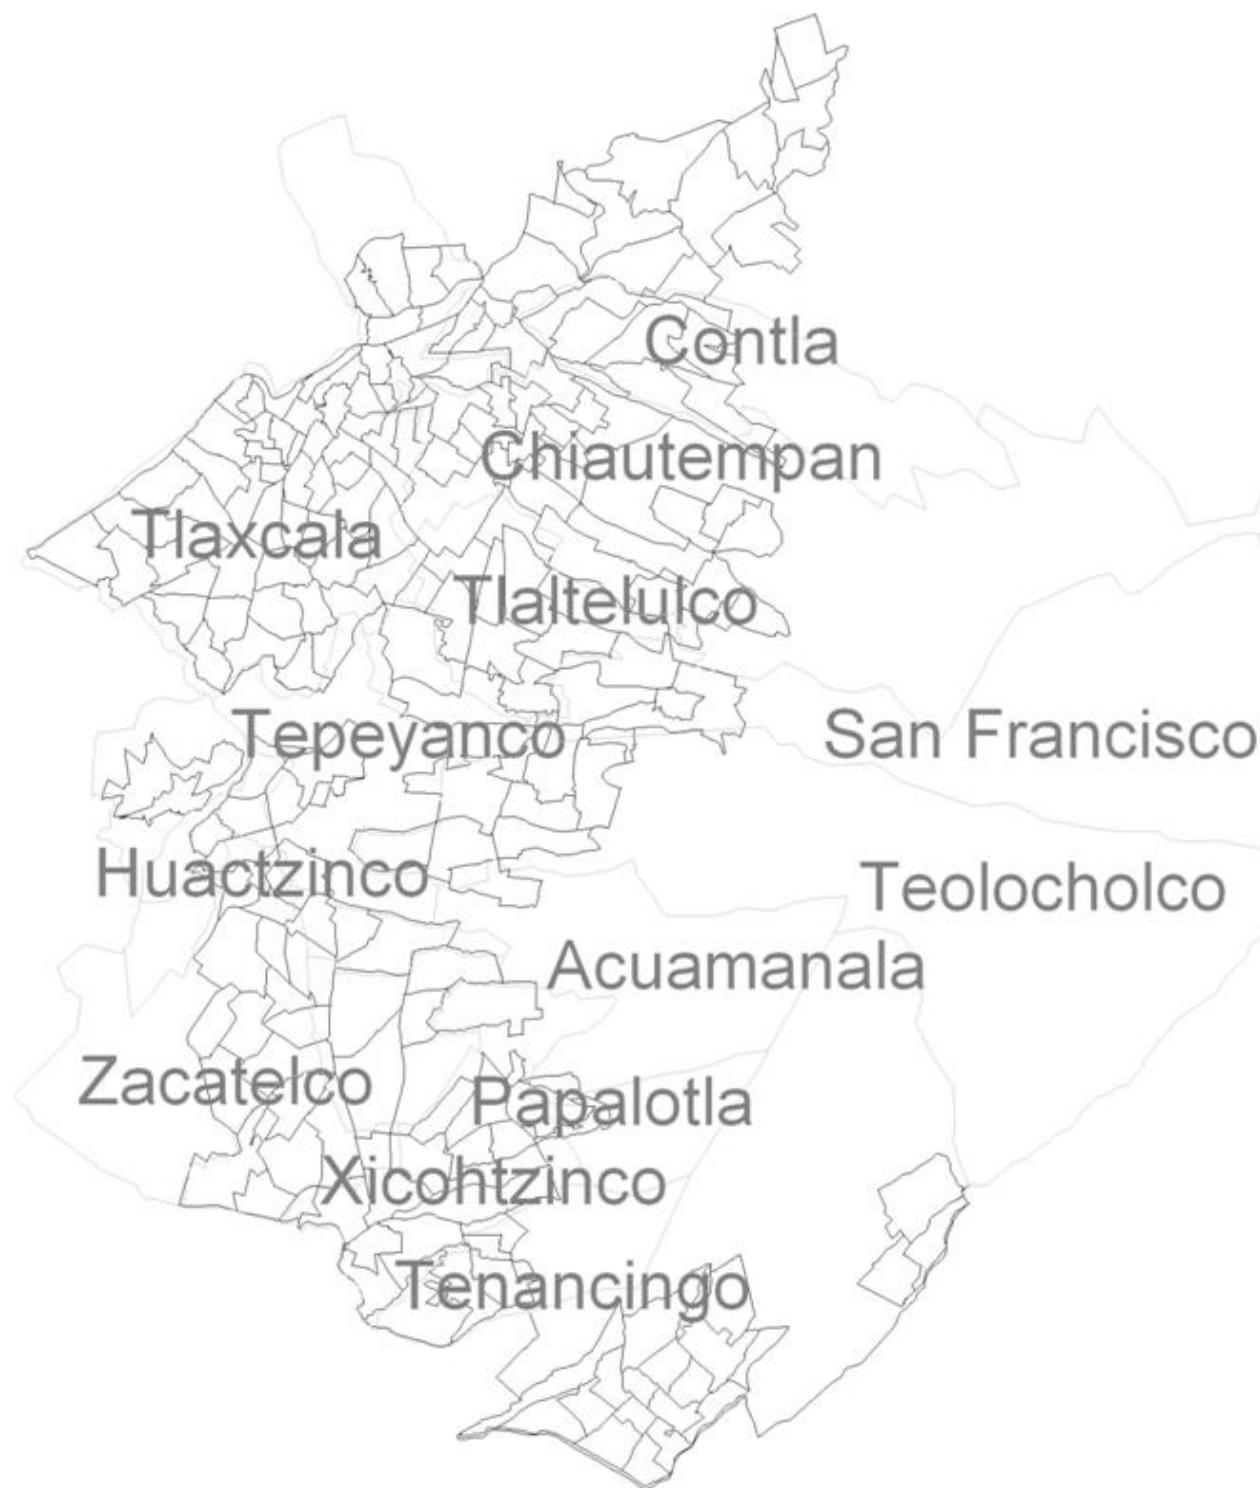 Contla
Chiautempan
Tlaxcala
Tlaltelulco
Tepeyanco
San Francisco
Huactzinco
Teolocholco
Acuamanala
Zacatelco
Papalotla
Xicohtzinco
Tenancingo